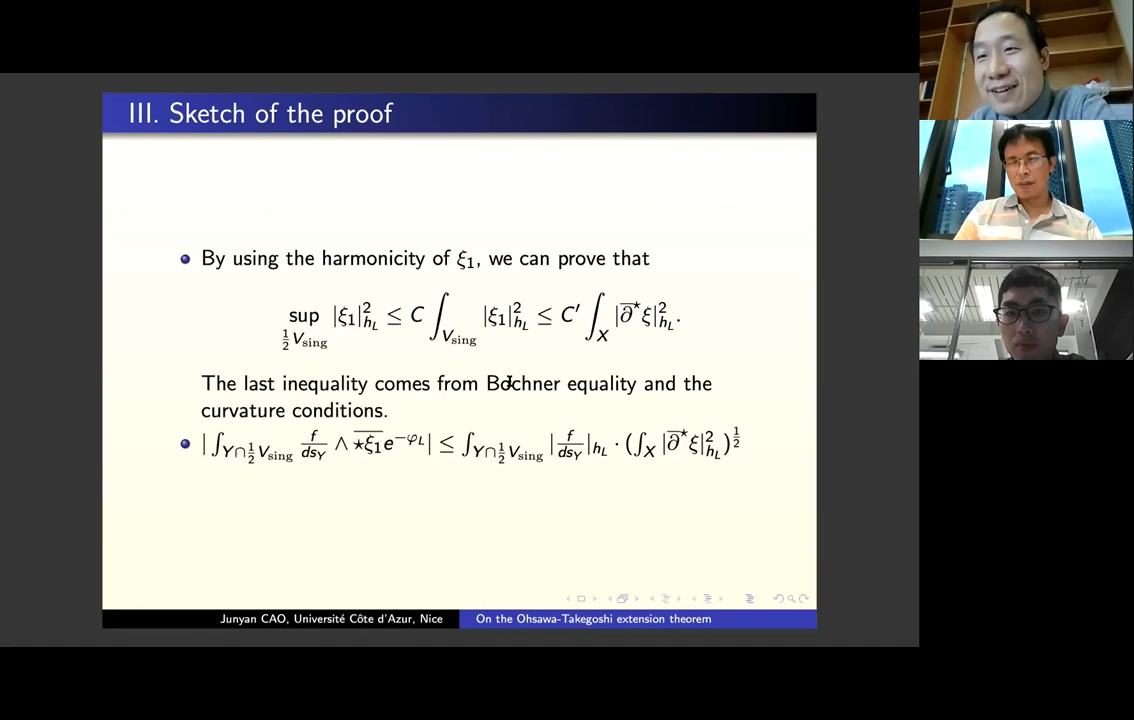 III. Sketch of the proof
By using the harmonicity of ξ₁, we can prove that
sup_{½V_sing} |ξ₁|²_{h_L} ≤ C ∫_{V_sing} |ξ₁|²_{h_L} ≤ C′ ∫_X |∂̄*ξ|²_{h_L}.
The last inequality comes from Bochner equality and the
curvature conditions.
|∫_{Y∩½V_sing} f/ds_Y ∧ \overline{⋆ξ₁}e^{−φ_L}| ≤ ∫_{Y∩½V_sing} |f/ds_Y|_{h_L} · (∫_X |∂̄*ξ|²_{h_L})^{½}
Junyan CAO, Université Côte d'Azur, Nice
On the Ohsawa-Takegoshi extension theorem